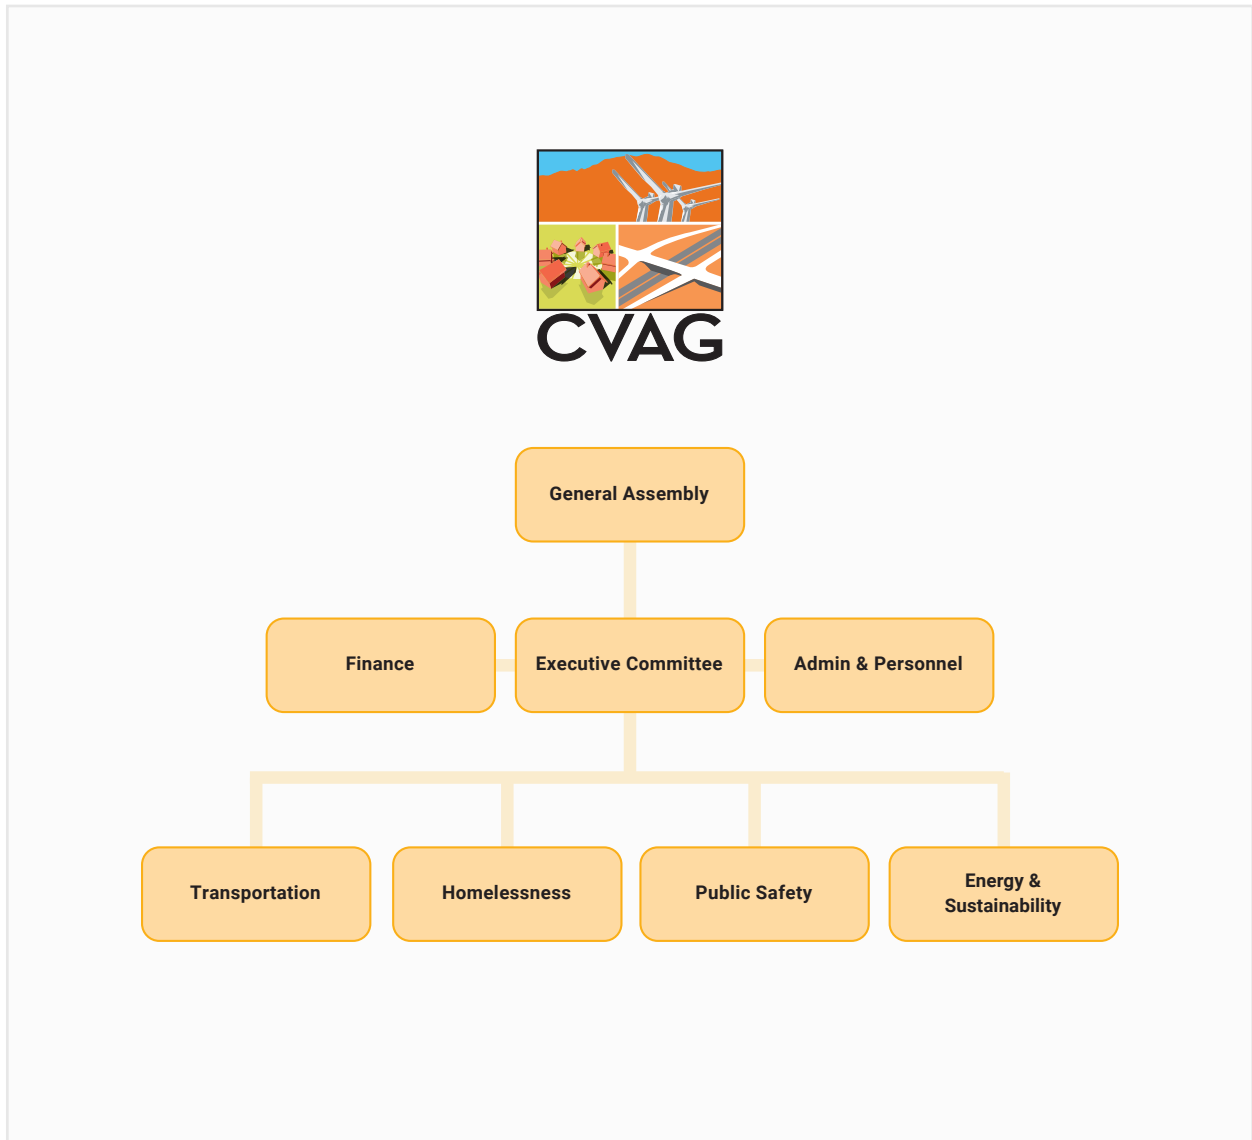 CVAG
General Assembly
Finance
Executive Committee
Admin & Personnel
Transportation
Homelessness
Public Safety
Energy &
Sustainability